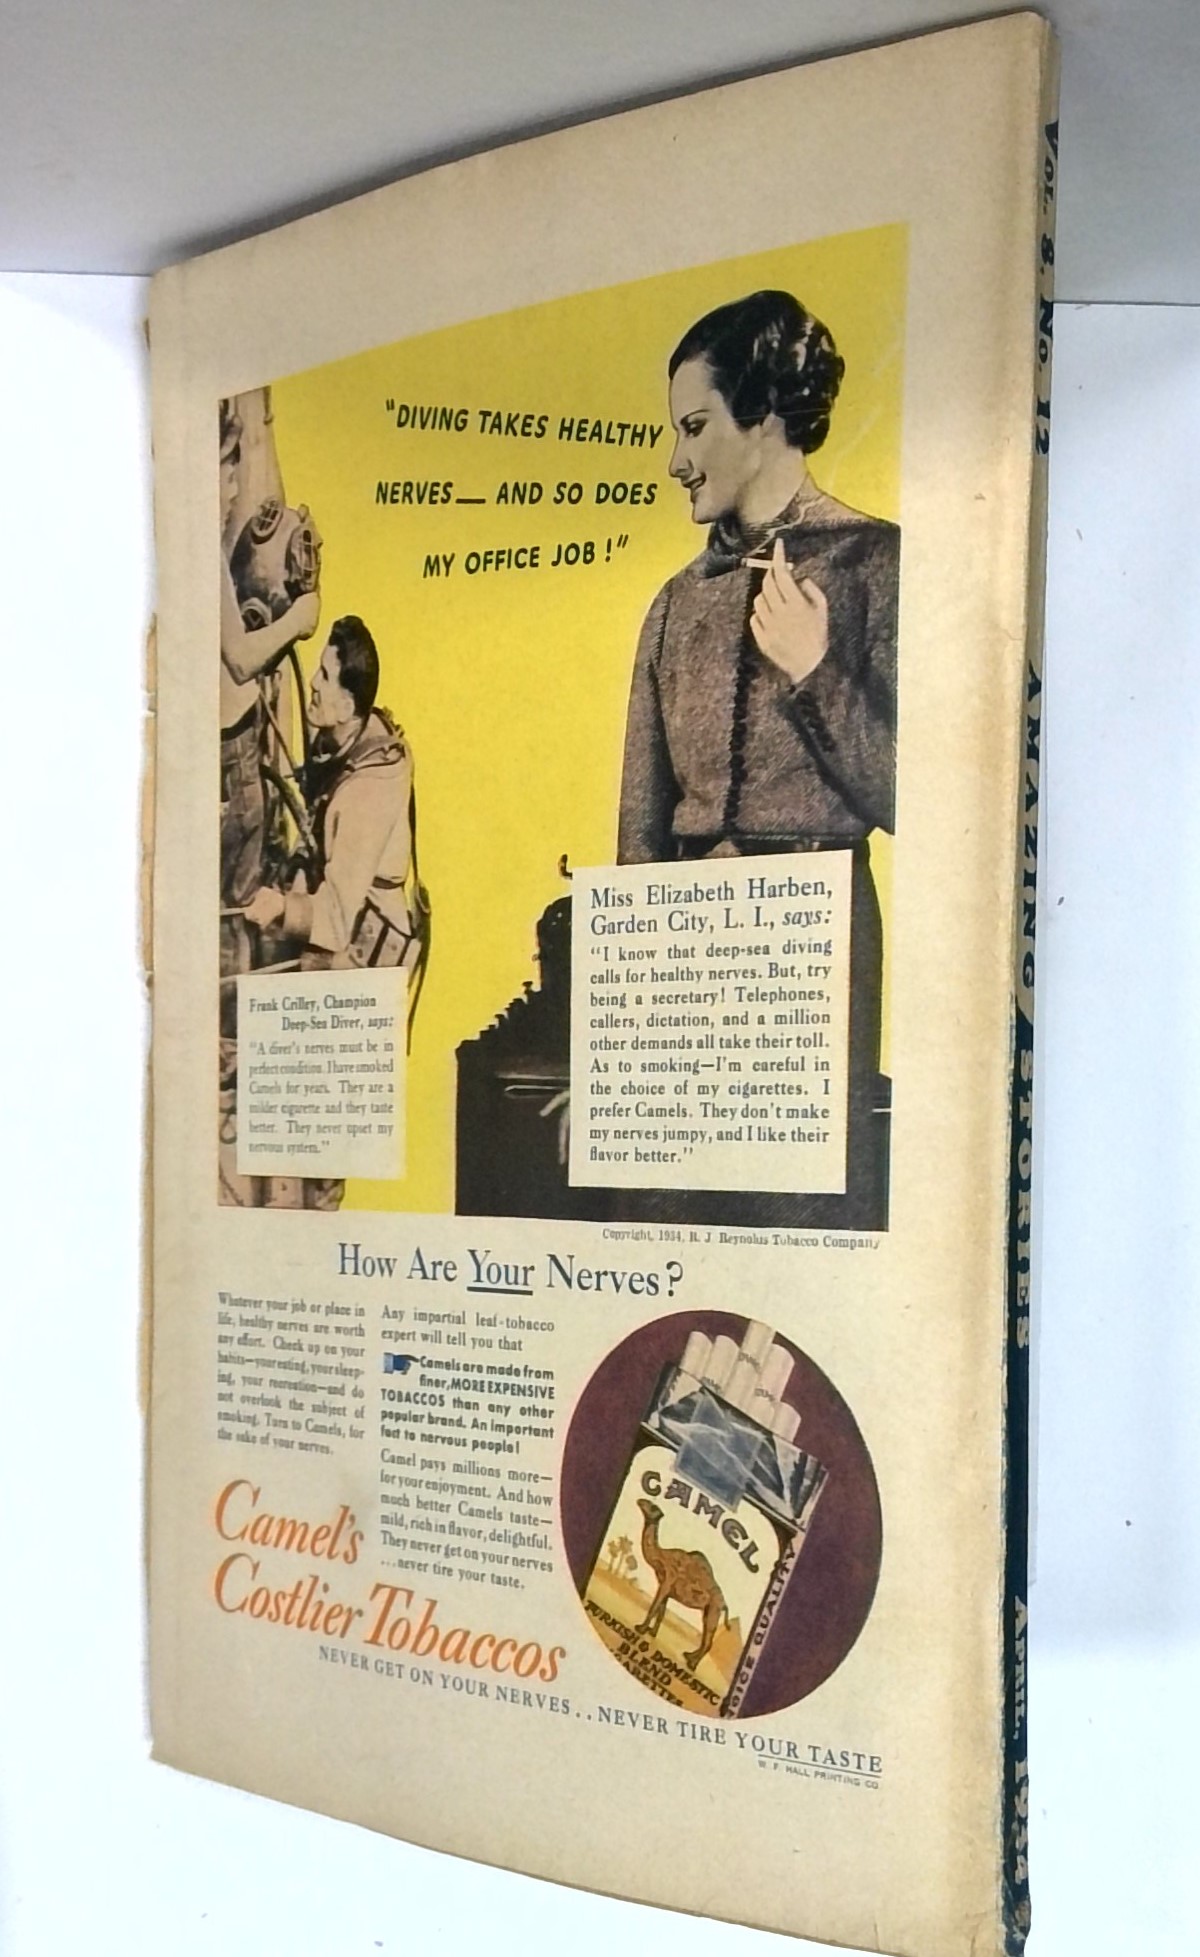 "DIVING TAKES HEALTHY
NERVES— AND SO DOES
MY OFFICE JOB!"
Frank Crilley, Champion
Deep-Sea Diver, says:
"A diver's nerves must be in
perfect condition. I have smoked
Camels for years. They are a
milder cigarette and they taste
better. They never upset my
nervous system."
Miss Elizabeth Harben,
Garden City, L. I., says:
"I know that deep-sea diving
calls for healthy nerves. But, try
being a secretary! Telephones,
callers, dictation, and a million
other demands all take their toll.
As to smoking—I'm careful in
the choice of my cigarettes. I
prefer Camels. They don't make
my nerves jumpy, and I like their
flavor better."
Copyright, 1934, R. J. Reynolds Tobacco Company
How Are Your Nerves?
Whatever your job or place in
life, healthy nerves are worth
any effort. Check up on your
habits—your eating, your sleep-
ing, your recreation—and do
not overlook the subject of
smoking. Turn to Camels, for
the sake of your nerves.
Any impartial leaf-tobacco
expert will tell you that
Camels are made from
finer, MORE EXPENSIVE
TOBACCOS than any other
popular brand. An important
fact to nervous people!
Camel pays millions more—
for your enjoyment. And how
much better Camels taste—
mild, rich in flavor, delightful.
They never get on your nerves
...never tire your taste.
Camel's
Costlier Tobaccos
NEVER GET ON YOUR NERVES..NEVER TIRE YOUR TASTE
W. F. HALL PRINTING CO.
CAMEL
CAMEL
CAMEL
CAMEL
TURKISH & DOMESTIC
BLEND
CIGARETTES
CHOICE QUALITY
VOL. 8, No. 12 AMAZING STORIES APRIL, 1934